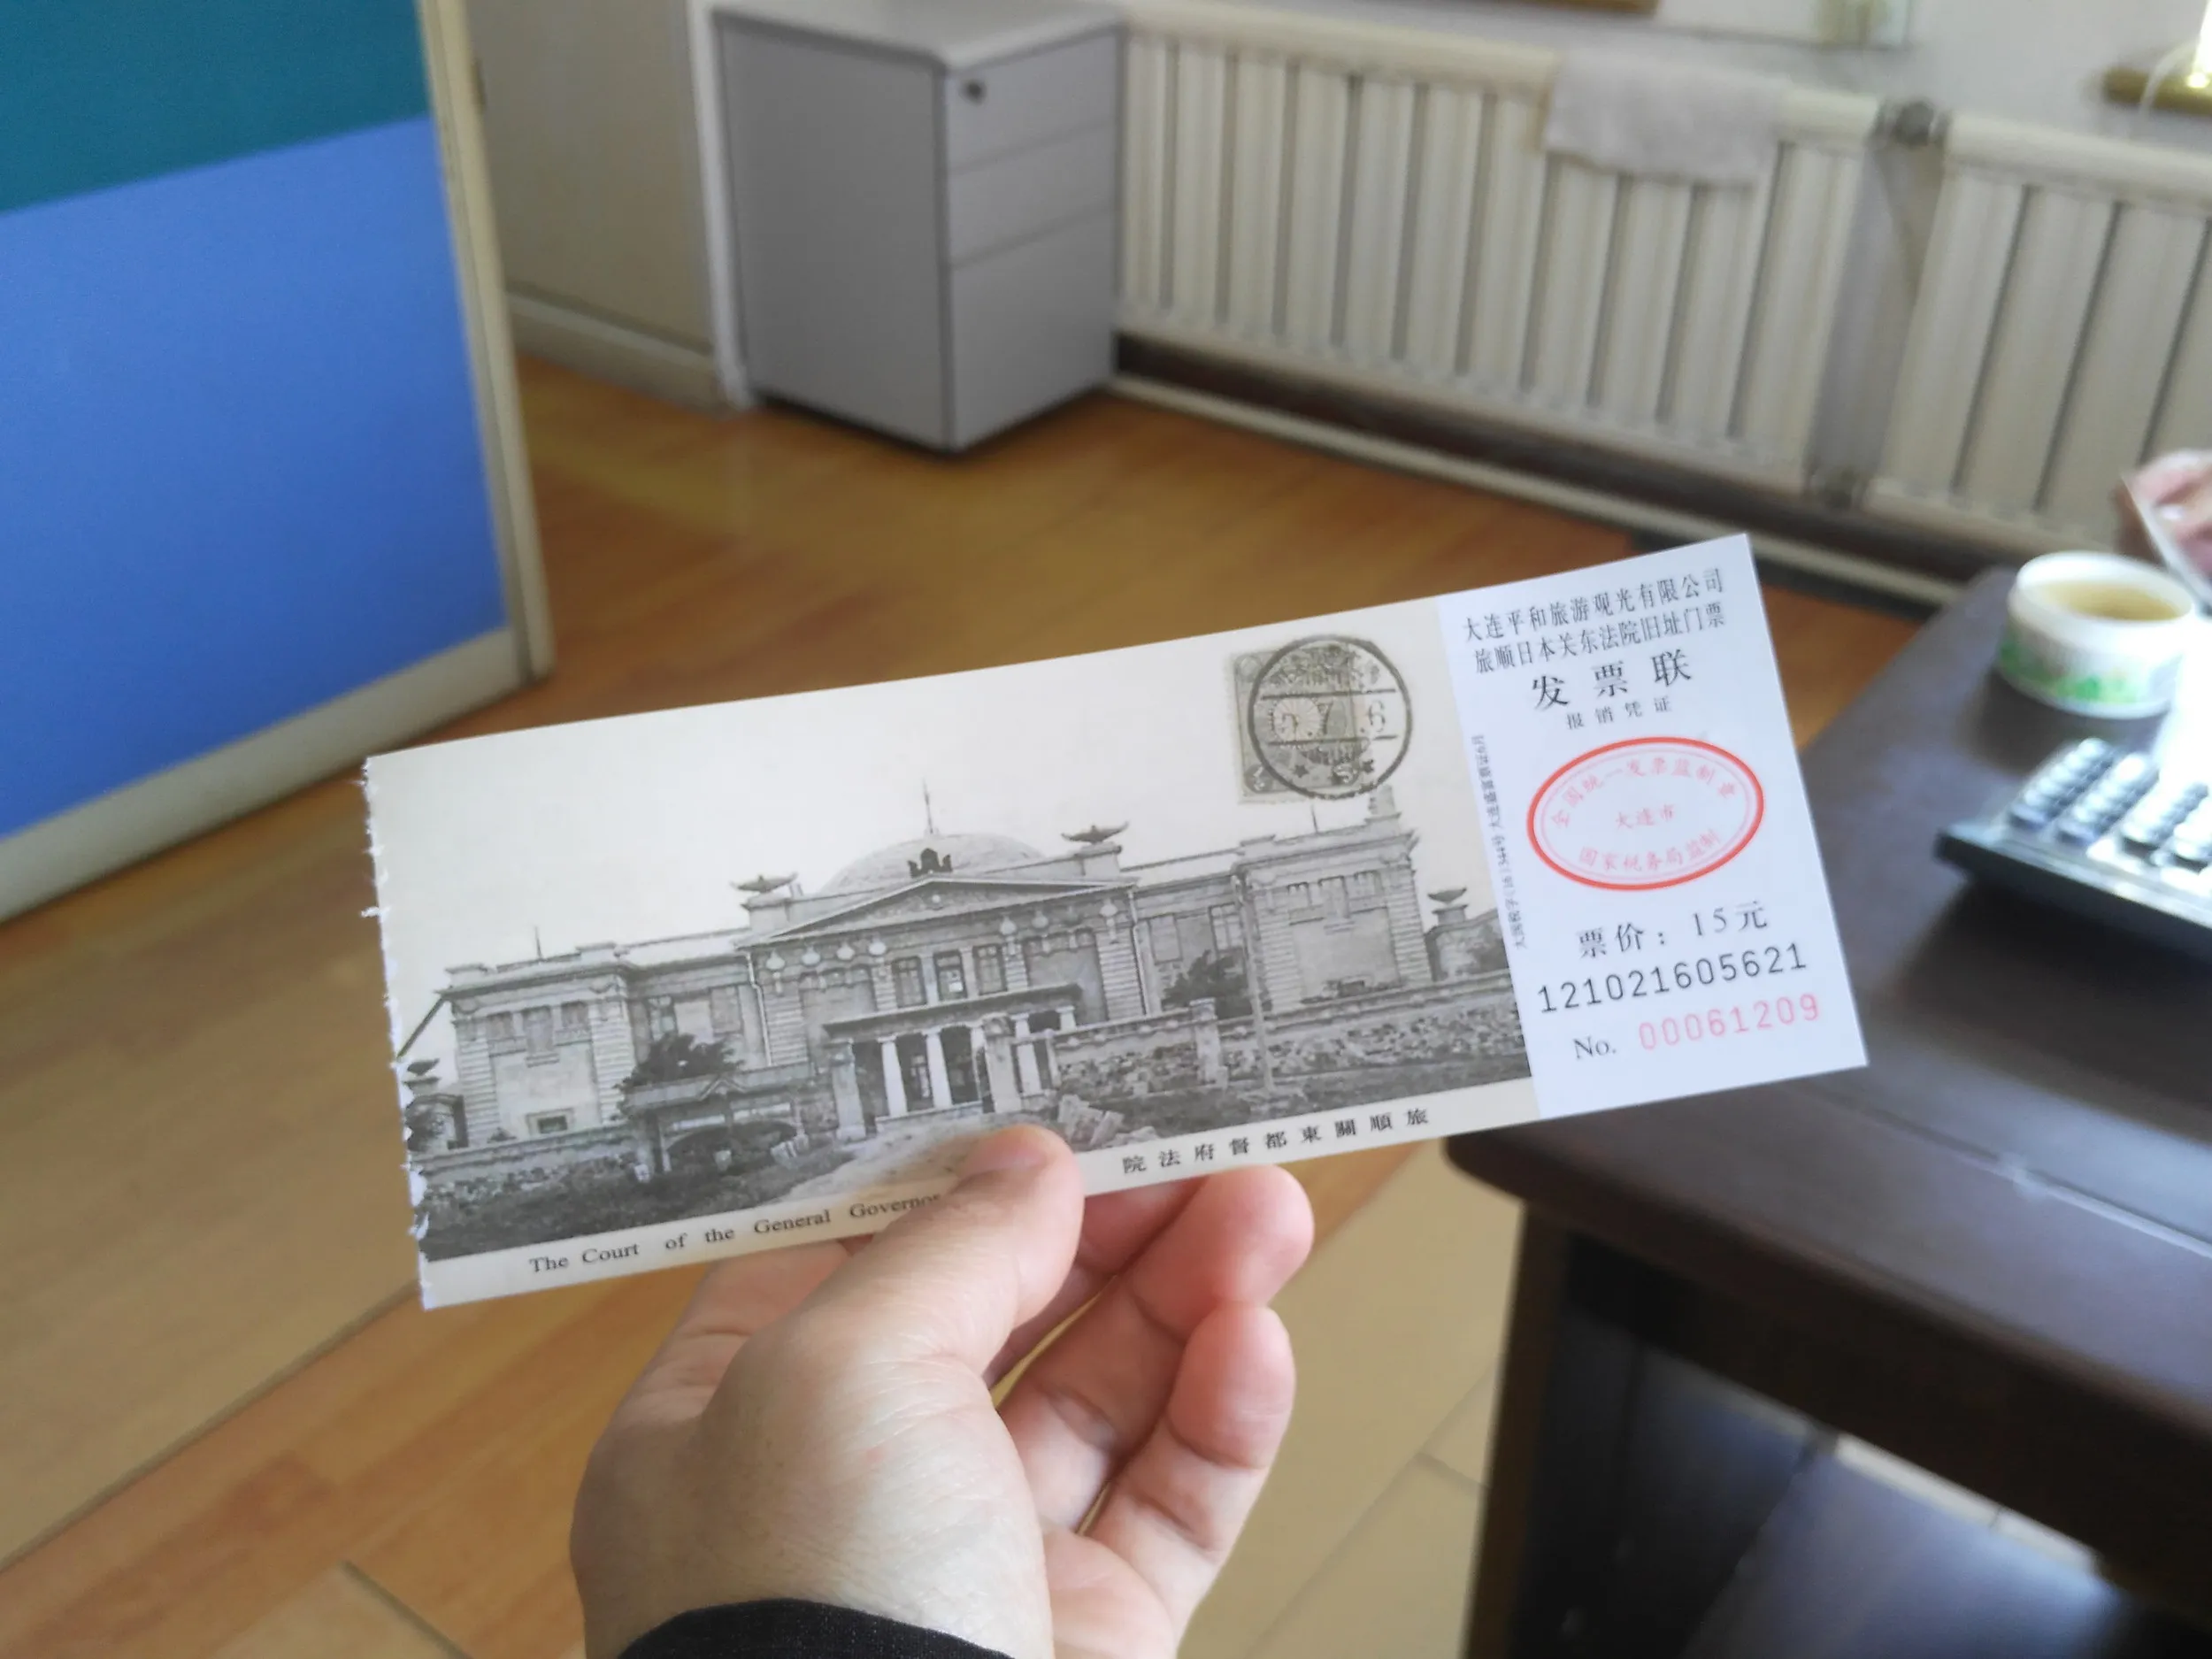 大连平和旅游观光有限公司
旅顺日本关东法院旧址门票
发票联
报销凭证
全国统一发票监制章
大连市
国家税务局监制
票价：15元
121021605621
No. 00061209
The Court of the General Governor
院法府督都東關順旅